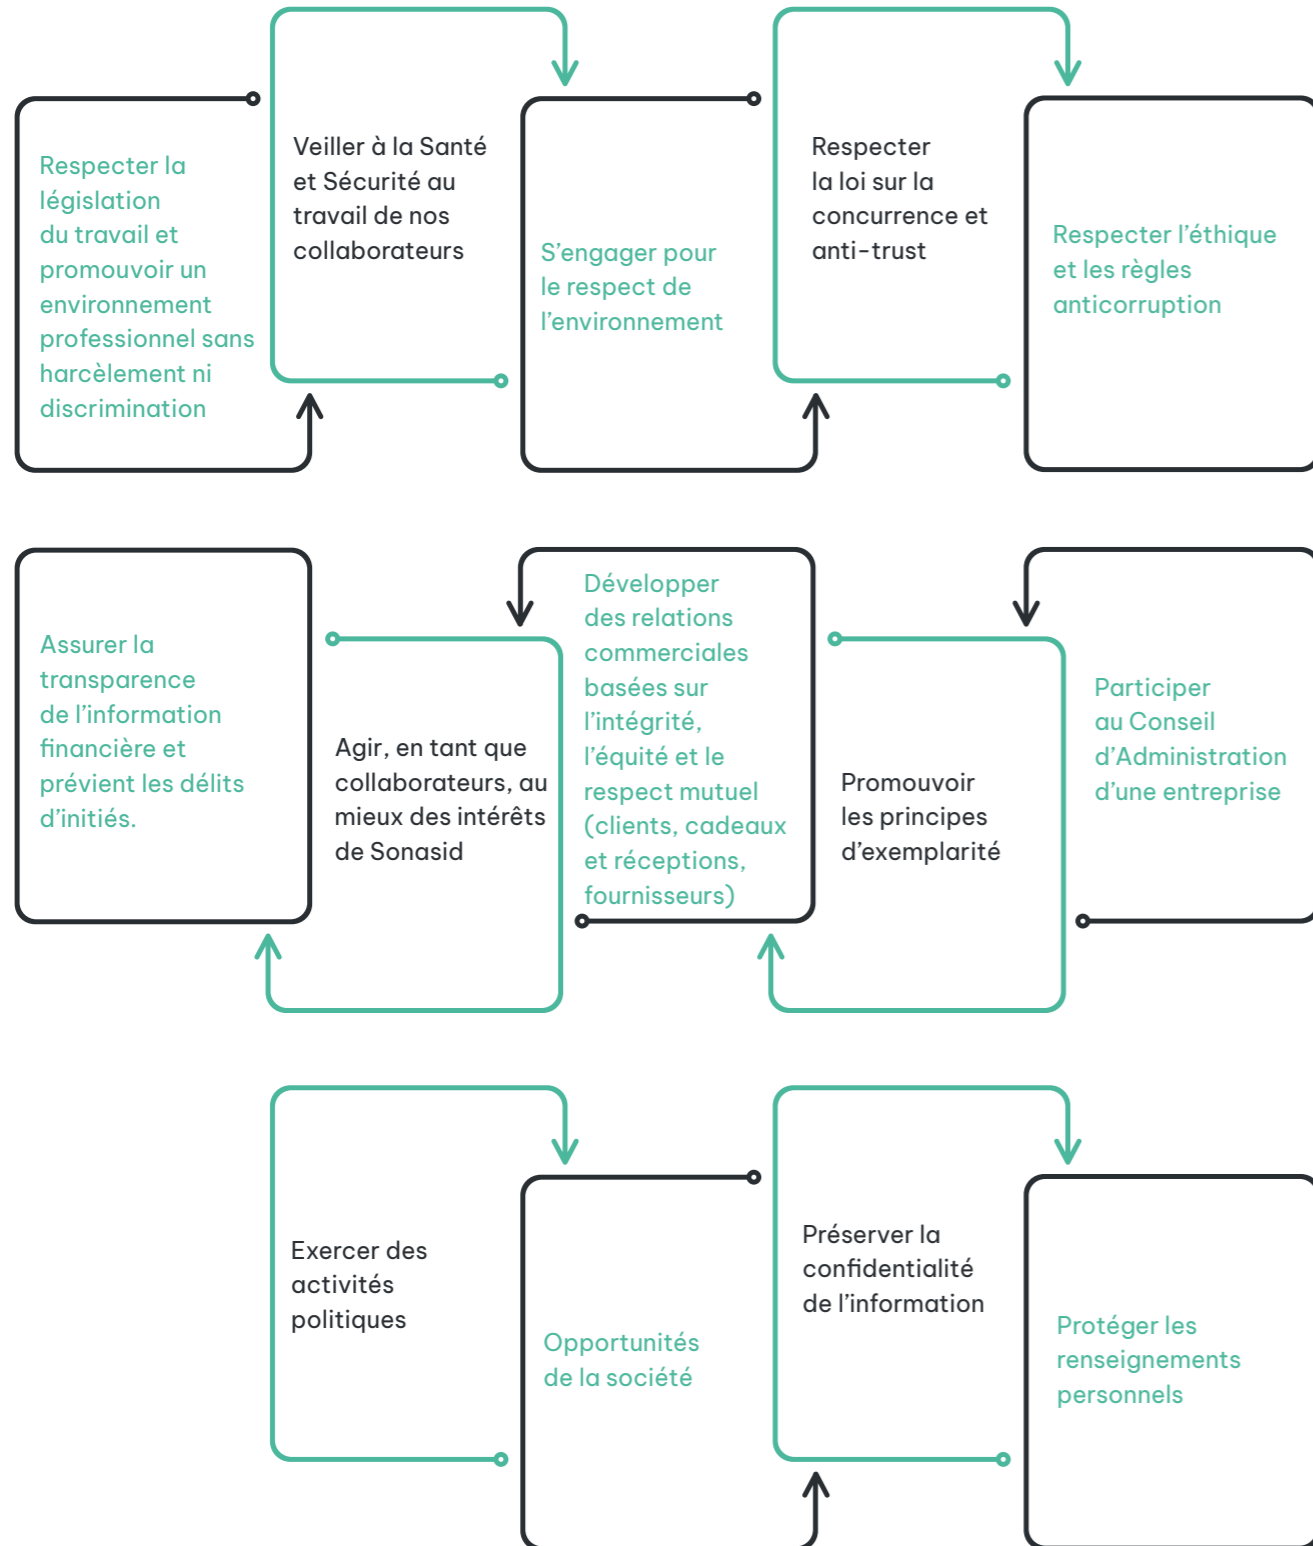 Respecter la
législation
du travail et
promouvoir un
environnement
professionnel sans
harcèlement ni
discrimination
Veiller à la Santé
et Sécurité au
travail de nos
collaborateurs
S'engager pour
le respect de
l'environnement
Respecter
la loi sur la
concurrence et
anti-trust
Respecter l'éthique
et les règles
anticorruption
Assurer la
transparence
de l'information
financière et
prévient les délits
d'initiés.
Agir, en tant que
collaborateurs, au
mieux des intérêts
de Sonasid
Développer
des relations
commerciales
basées sur
l'intégrité,
l'équité et le
respect mutuel
(clients, cadeaux
et réceptions,
fournisseurs)
Promouvoir
les principes
d'exemplarité
Participer
au Conseil
d'Administration
d'une entreprise
Exercer des
activités
politiques
Opportunités
de la société
Préserver la
confidentialité
de l'information
Protéger les
renseignements
personnels